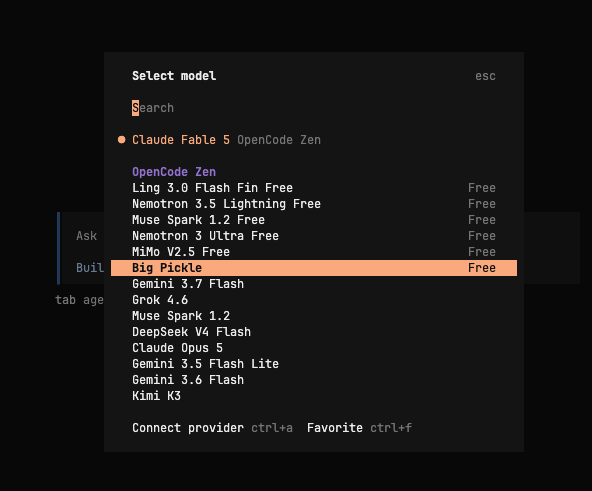 Select model esc
Search
● Claude Fable 5 OpenCode Zen
OpenCode Zen
Ling 3.0 Flash Fin Free Free
Nemotron 3.5 Lightning Free Free
Muse Spark 1.2 Free Free
Nemotron 3 Ultra Free Free
MiMo V2.5 Free Free
Big Pickle Free
Gemini 3.7 Flash
Grok 4.6
Muse Spark 1.2
DeepSeek V4 Flash
Claude Opus 5
Gemini 3.5 Flash Lite
Gemini 3.6 Flash
Kimi K3
Connect provider ctrl+a Favorite ctrl+f
Ask
Buil
tab age